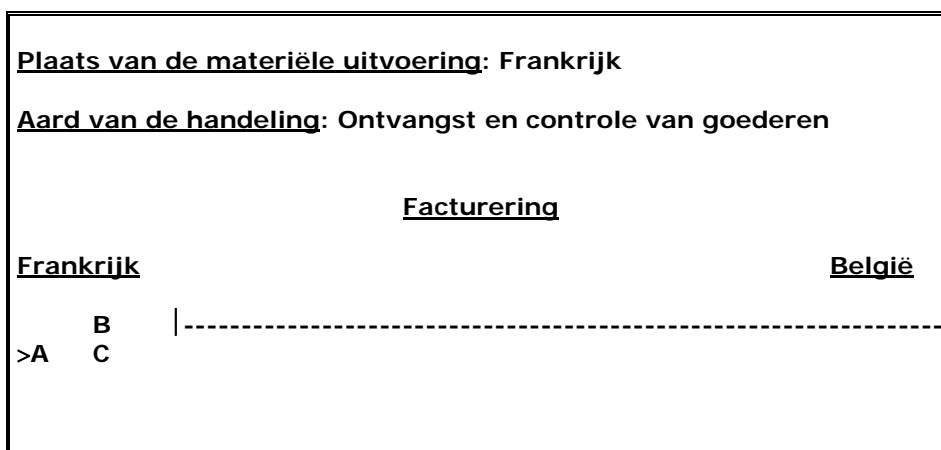 Plaats van de materiële uitvoering: Frankrijk
Aard van de handeling: Ontvangst en controle van goederen
Facturering
Frankrijk België
B |-----------------------------------------------------------------
>A C